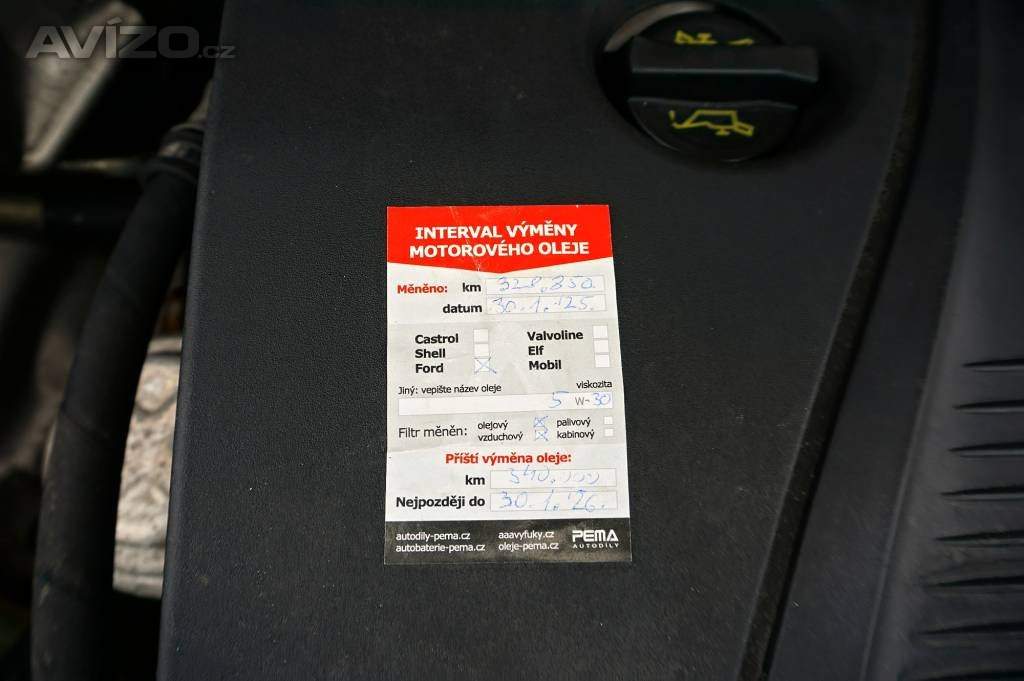 AVÍZO.cz
INTERVAL VÝMĚNY
MOTOROVÉHO OLEJE
Měněno: km 328.850
datum 30.1.'25.
Castrol Valvoline
Shell Elf
Ford Mobil
Jiný: vepište název oleje viskozita
5 W-30
Filtr měněn: olejový palivový
vzduchový kabinový
Příští výměna oleje:
km 340.000
Nejpozději do 30.1.'26.
autodily-pema.cz aaavyfuky.cz PEMA
autobaterie-pema.cz oleje-pema.cz AUTODÍLY